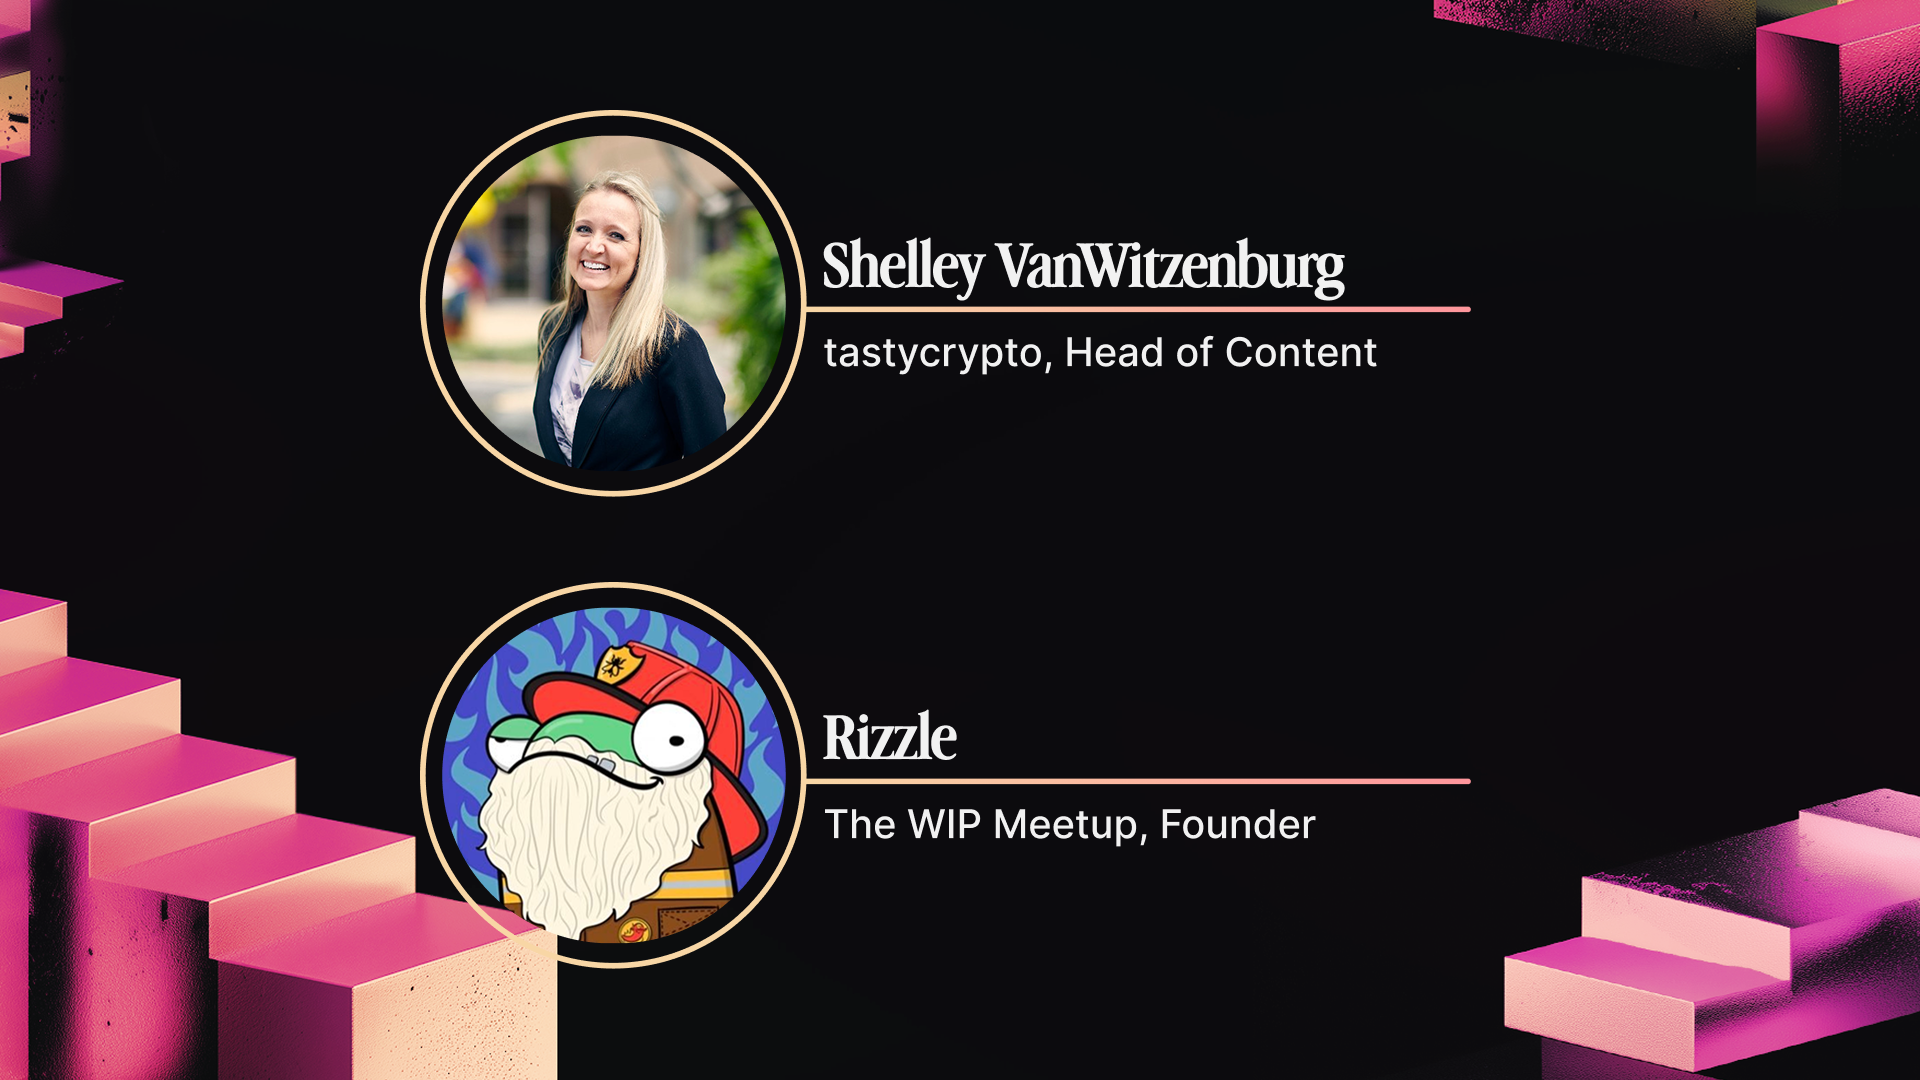 Shelley VanWitzenburg
tastycrypto, Head of Content
Rizzle
The WIP Meetup, Founder